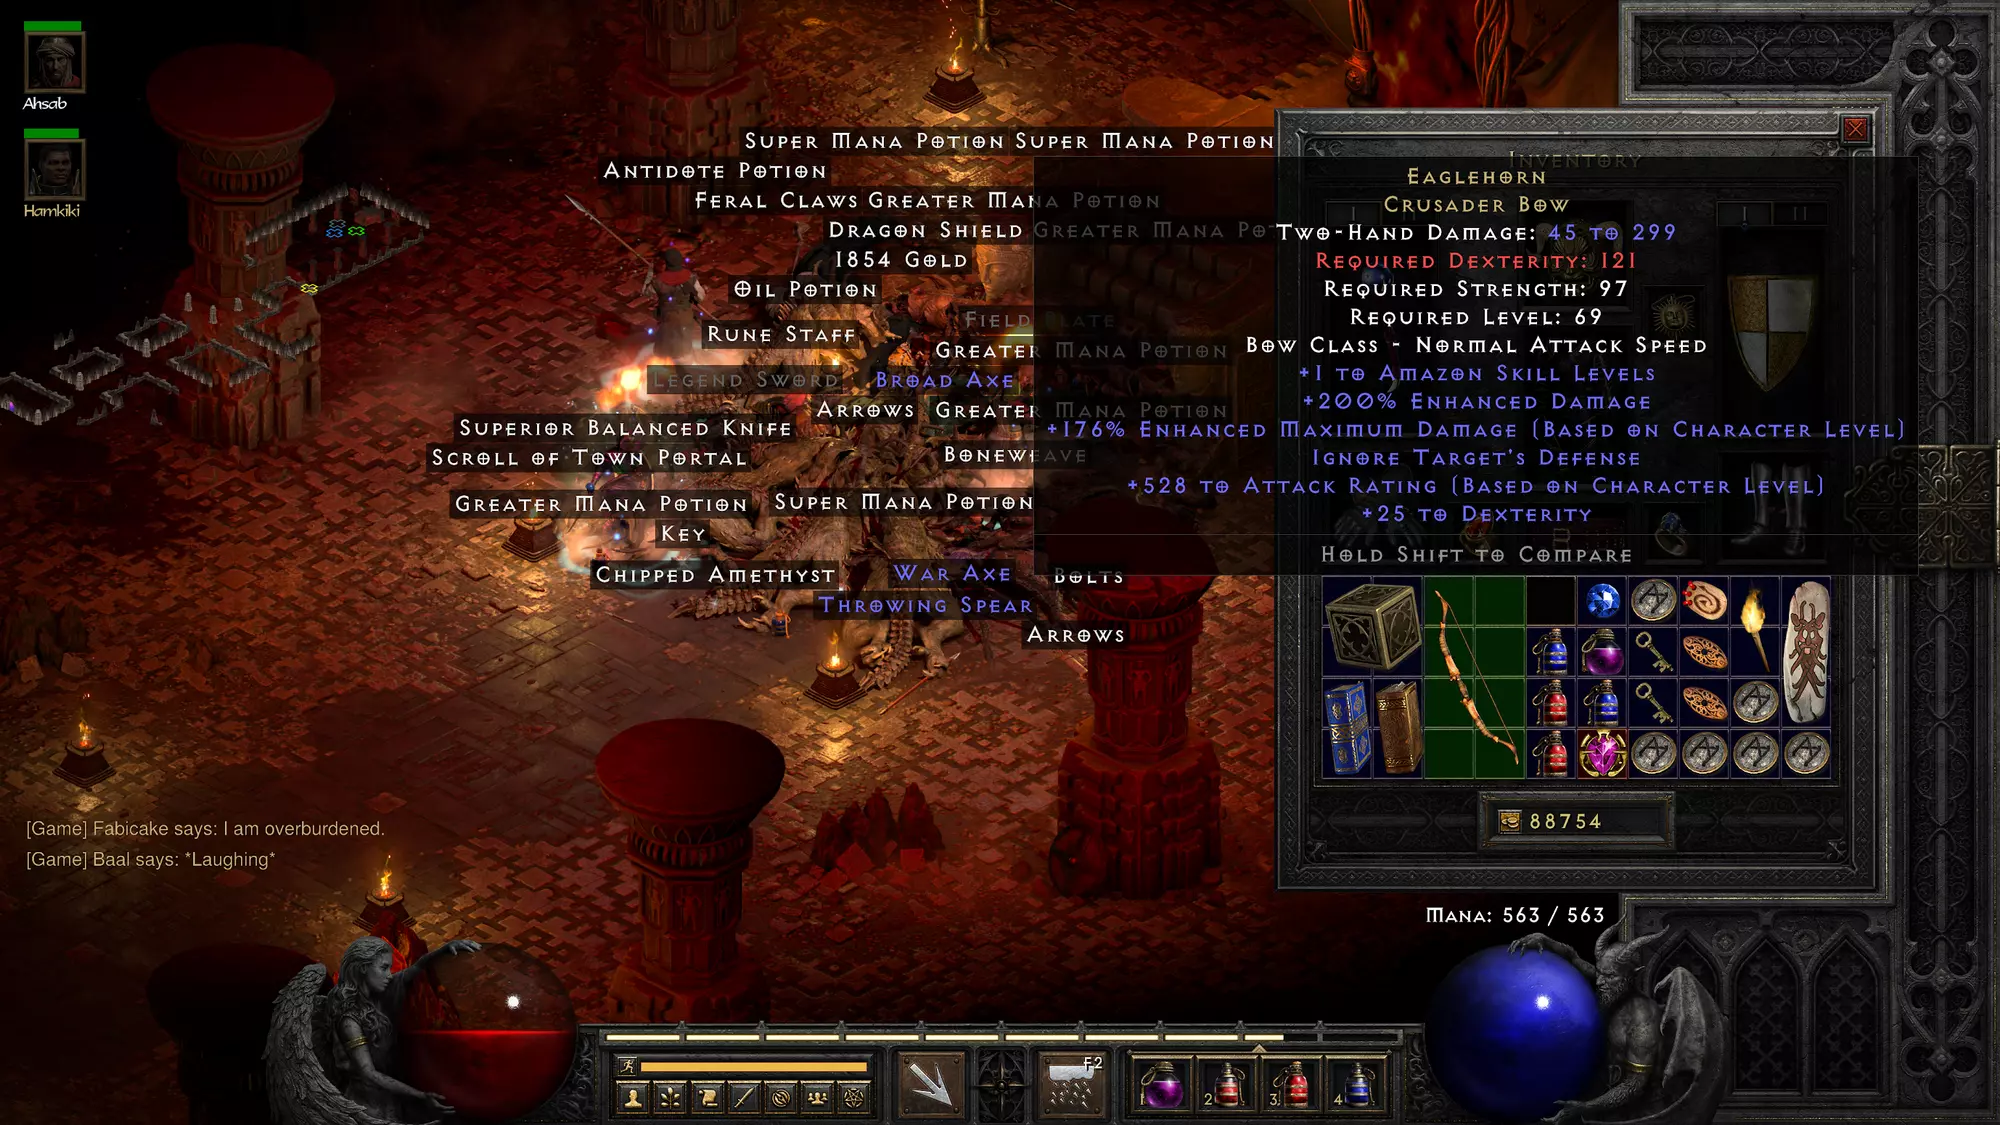 Ahsab
Hamkiki
Super Mana Potion Super Mana Potion
Antidote Potion
Feral Claws Greater Mana Potion
Dragon Shield Greater Mana Pot
1854 Gold
Oil Potion
Rune Staff
Field Plate
Greater Mana Potion
Legend Sword
Broad Axe
Arrows
Greater Mana Potion
Superior Balanced Knife
Scroll of Town Portal
Boneweave
Greater Mana Potion
Super Mana Potion
Key
Chipped Amethyst
War Axe
Bolts
Throwing Spear
Arrows
Inventory
Eaglehorn
Crusader Bow
Two-Hand Damage: 45 to 299
Required Dexterity: 121
Required Strength: 97
Required Level: 69
Bow Class - Normal Attack Speed
+1 to Amazon Skill Levels
+200% Enhanced Damage
+176% Enhanced Maximum Damage (Based on Character Level)
Ignore Target's Defense
+528 to Attack Rating (Based on Character Level)
+25 to Dexterity
Hold Shift to Compare
88754
[Game] Fabicake says: I am overburdened.
[Game] Baal says: *Laughing*
Mana: 563 / 563
F2
1
2
3
4